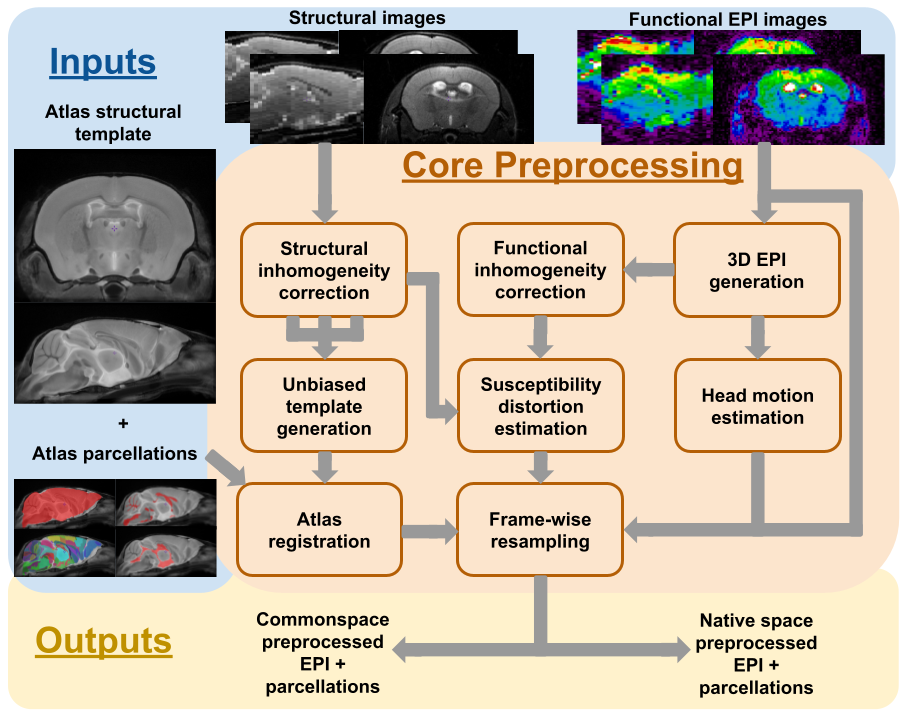 Structural images
Functional EPI images
Inputs
Atlas structural
template
Core Preprocessing
Structural
inhomogeneity
correction
Functional
inhomogeneity
correction
3D EPI
generation
Unbiased
template
generation
Susceptibility
distortion
estimation
Head motion
estimation
+
Atlas parcellations
Atlas
registration
Frame-wise
resampling
Outputs
Commonspace
preprocessed
EPI +
parcellations
Native space
preprocessed
EPI +
parcellations